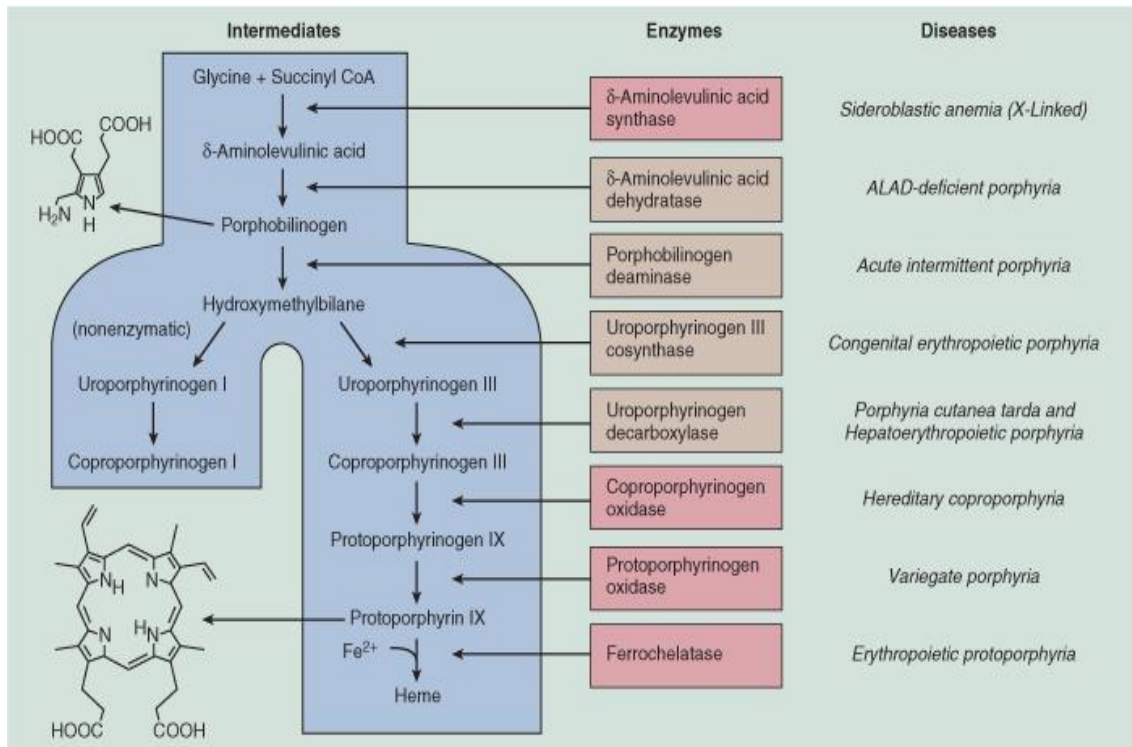 Intermediates
Enzymes
Diseases
Glycine + Succinyl CoA
δ-Aminolevulinic acid
synthase
Sideroblastic anemia (X-Linked)
HOOC
COOH
H₂N
N
H
δ-Aminolevulinic acid
δ-Aminolevulinic acid
dehydratase
ALAD-deficient porphyria
Porphobilinogen
Porphobilinogen
deaminase
Acute intermittent porphyria
Hydroxymethylbilane
(nonenzymatic)
Uroporphyrinogen III
cosynthase
Congenital erythropoietic porphyria
Uroporphyrinogen I
Uroporphyrinogen III
Uroporphyrinogen
decarboxylase
Porphyria cutanea tarda and
Hepatoerythropoietic porphyria
Coproporphyrinogen I
Coproporphyrinogen III
Coproporphyrinogen
oxidase
Hereditary coproporphyria
Protoporphyrinogen IX
Protoporphyrinogen
oxidase
Variegate porphyria
NH
N
N
HN
HOOC
COOH
Protoporphyrin IX
Fe²⁺
Ferrochelatase
Erythropoietic protoporphyria
Heme